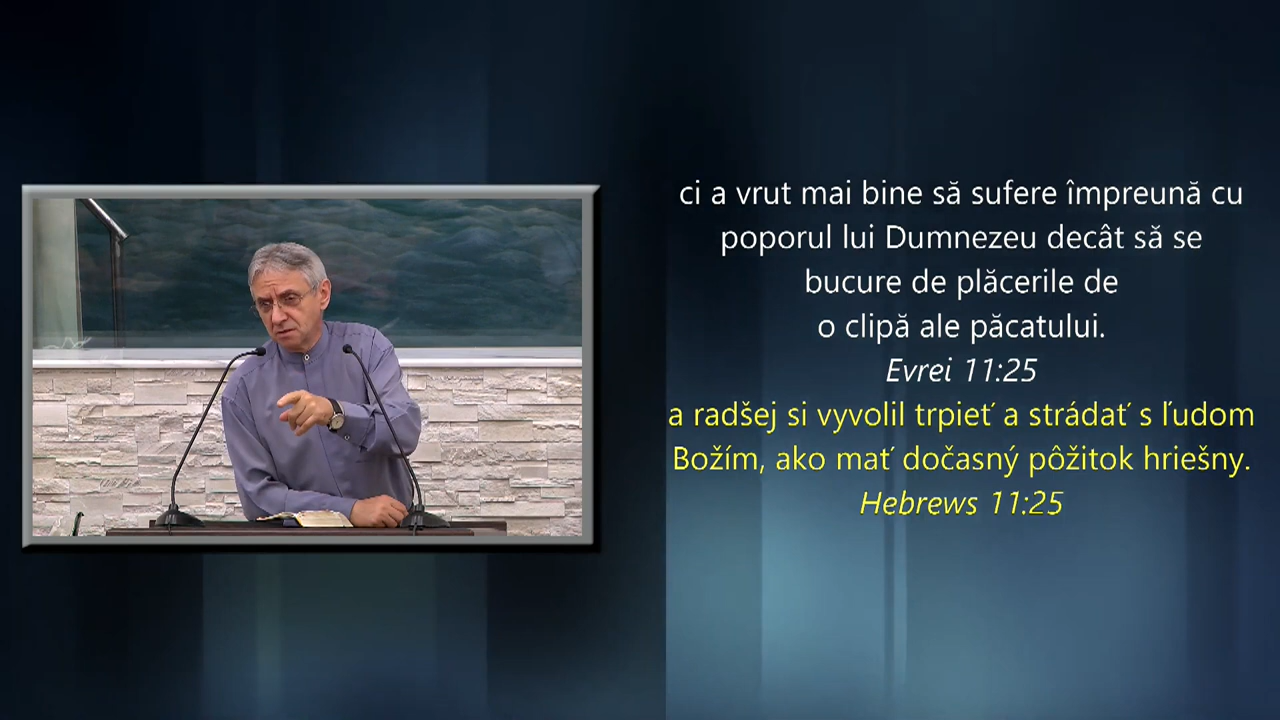 ci a vrut mai bine să sufere împreună cu
poporul lui Dumnezeu decât să se
bucure de plăcerile de
o clipă ale păcatului.
Evrei 11:25
a radšej si vyvolil trpieť a strádať s ľudom
Božím, ako mať dočasný pôžitok hriešny.
Hebrews 11:25